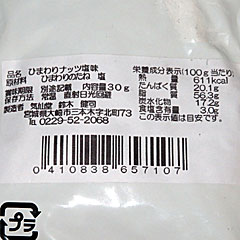 品名 ひまわりナッツ塩味
原材料 ひまわりのたね 塩
賞味期限 別途記載 内容量30g
保存方法 常温 直射日光回避
製造者 気仙堂 鈴木 健司
宮城県大崎市三本木字北町73
℡ 0229-52-2068
栄養成分表示(100g当たり)
熱量 611kcal
たんぱく質 20.1g
脂質 56.3g
炭水化物 17.2g
食塩相当量 3.0g
この表示値は目安です。
0410838657107
プラ